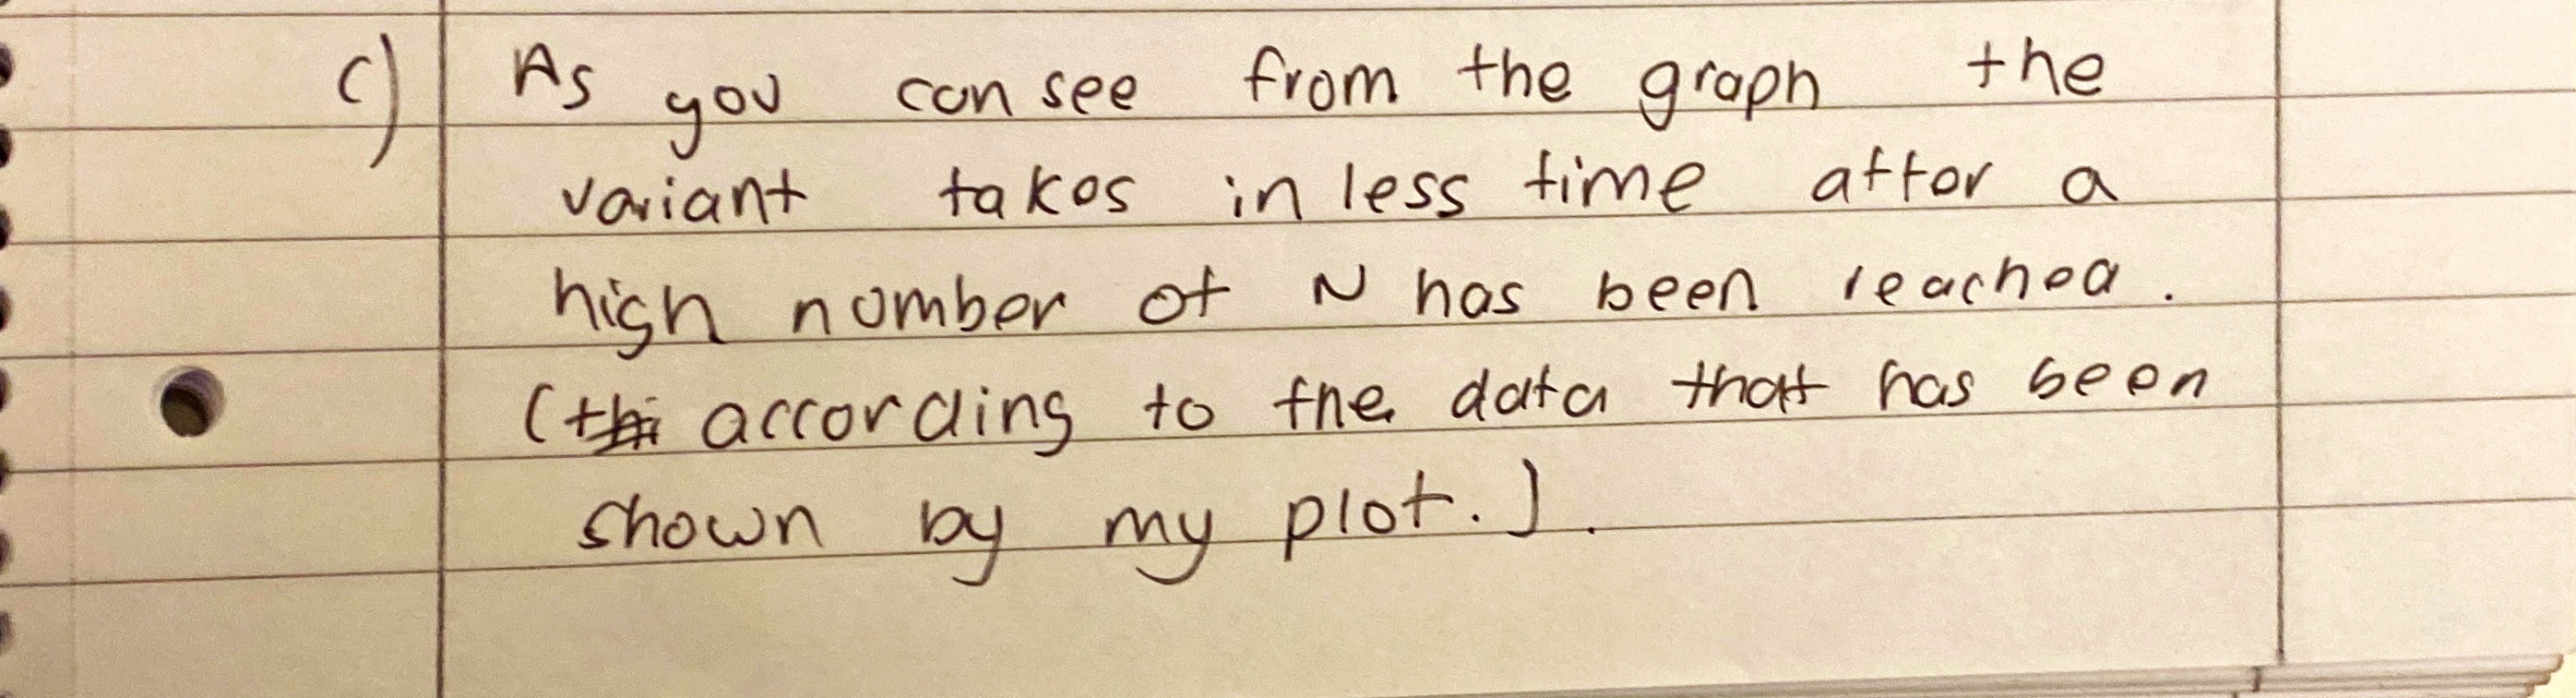 c) As you can see from the graph the
variant takes in less time after a
high number of N has been reached.
(thi according to the data that has been
shown by my plot.).